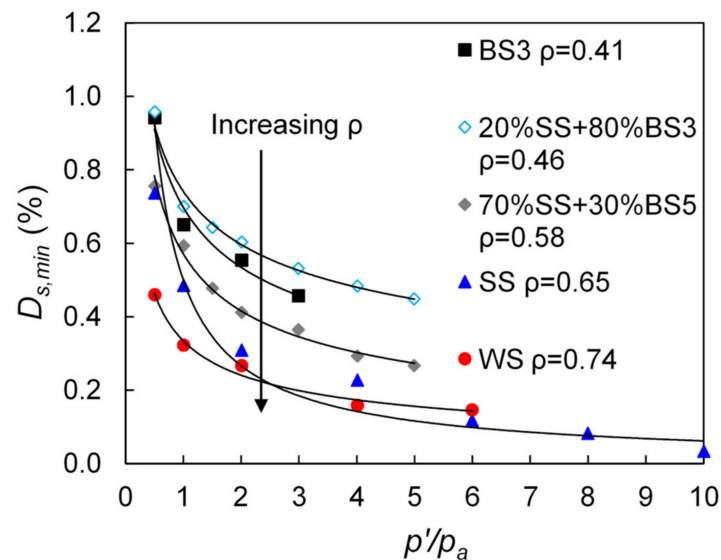 1.2
1.0
0.8
0.6
0.4
0.2
0.0
D_{s,min} (%)
BS3 ρ=0.41
Increasing ρ
20%SS+80%BS3
ρ=0.46
70%SS+30%BS5
ρ=0.58
SS ρ=0.65
WS ρ=0.74
0 1 2 3 4 5 6 7 8 9 10
p'/p_a